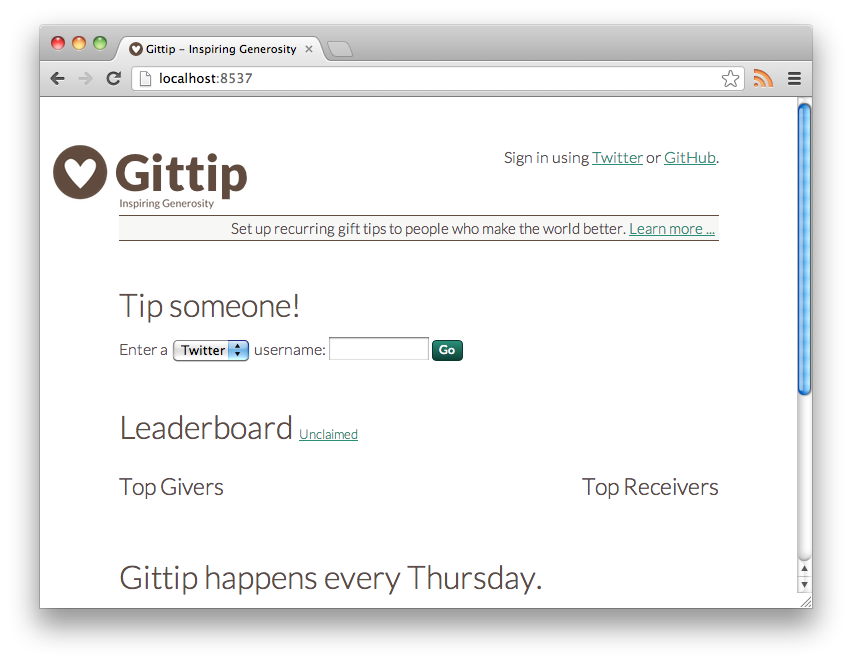 Gittip – Inspiring Generosity
localhost:8537
Gittip
Inspiring Generosity
Sign in using Twitter or GitHub.
Set up recurring gift tips to people who make the world better. Learn more ...
Tip someone!
Enter a Twitter username: Go
Leaderboard Unclaimed
Top Givers Top Receivers
Gittip happens every Thursday.